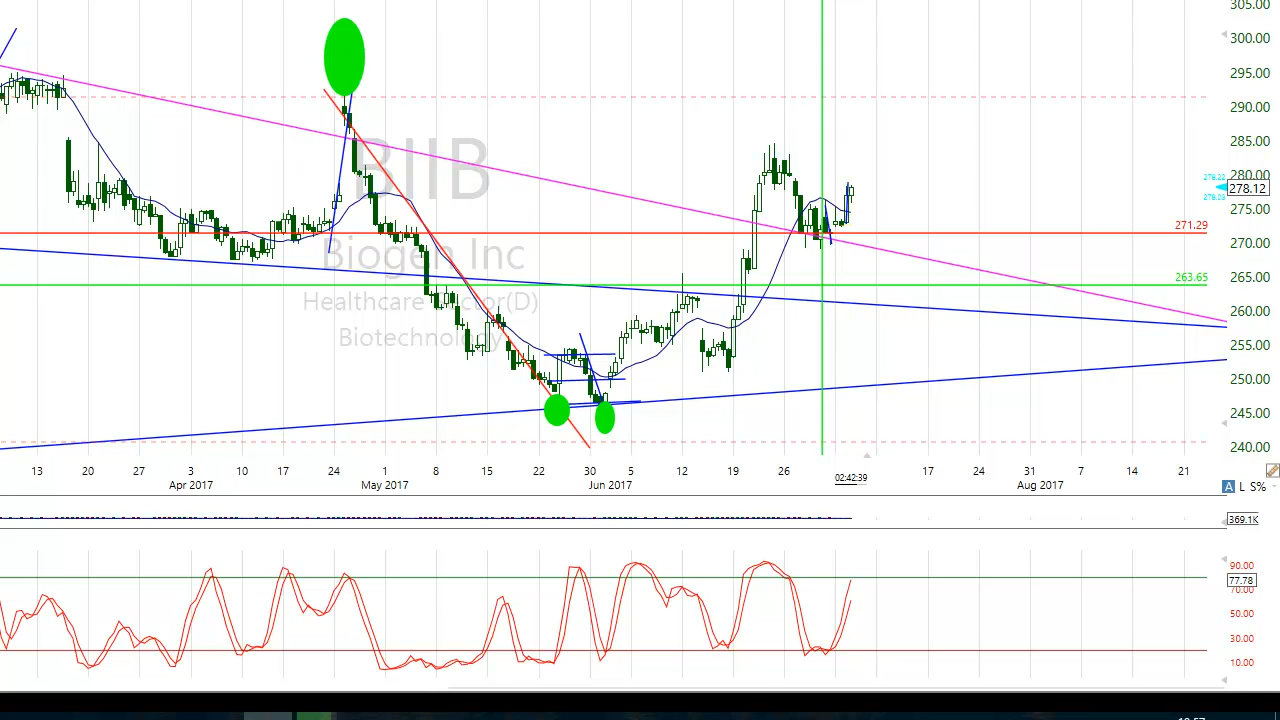 305.00
300.00
295.00
290.00
285.00
280.00
278.22
278.12
278.03
275.00
271.29
270.00
265.00
263.65
260.00
255.00
250.00
245.00
240.00
BIIB
Biogen Inc
Healthcare
(D)
Biotechnology
13 20 27 3 10 17 24 1 8 15 22 30 5 12 19 26 17 24 31 7 14 21
Apr 2017 May 2017 Jun 2017 02:42:39 Aug 2017
A L S%
369.1K
90.00
77.78
70.00
50.00
30.00
10.00